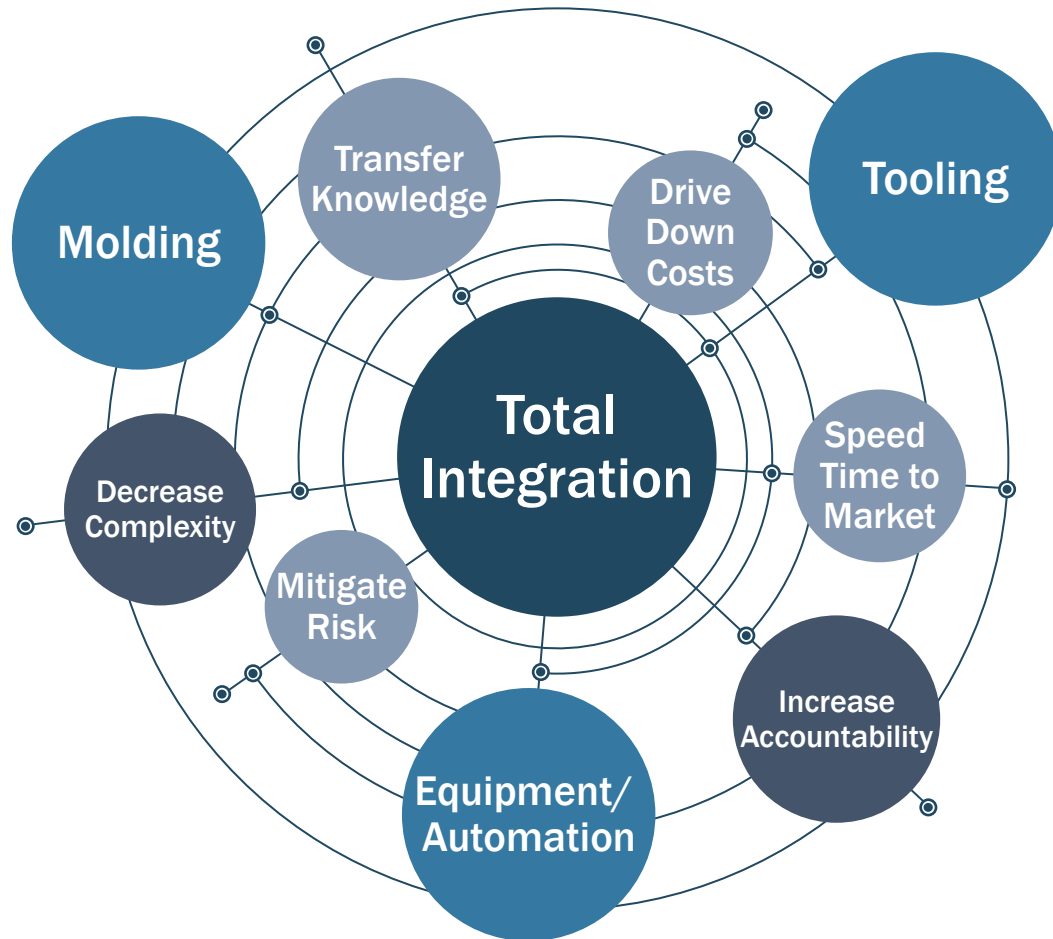 Transfer
Knowledge
Drive
Down
Costs
Tooling
Molding
Total
Integration
Speed
Time to
Market
Decrease
Complexity
Mitigate
Risk
Increase
Accountability
Equipment/
Automation